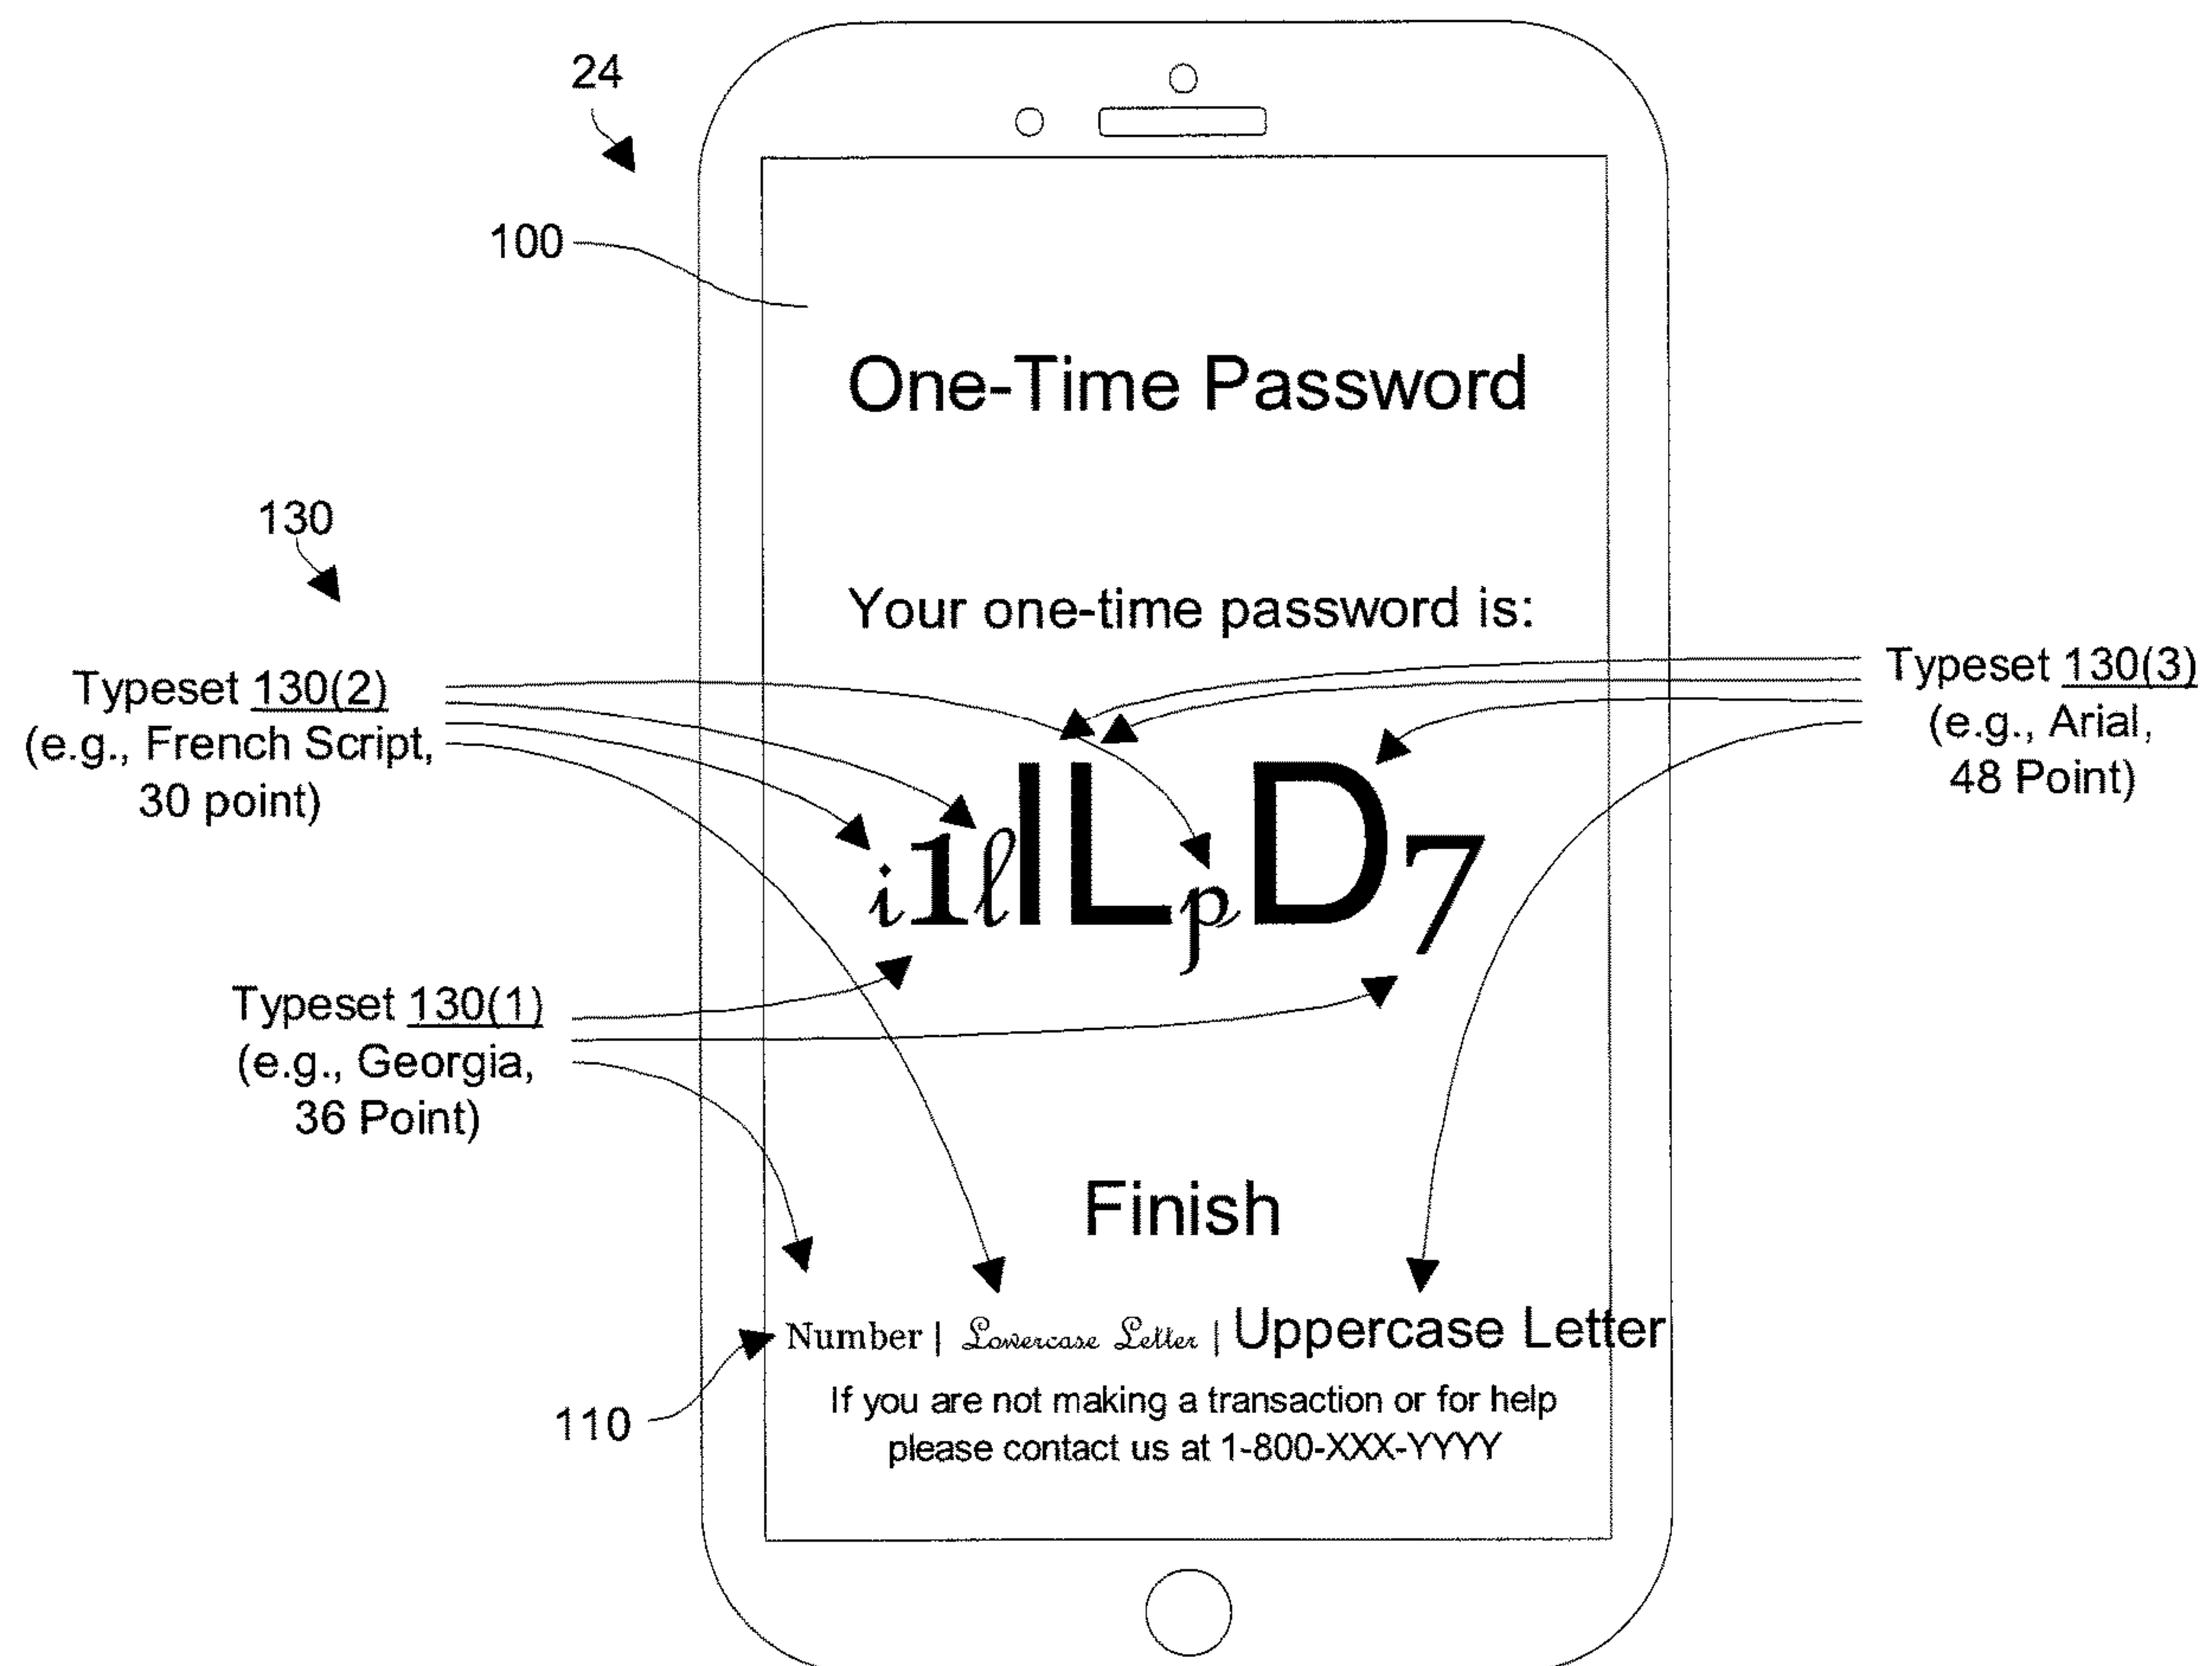 24
100
One-Time Password
130
Your one-time password is:
Typeset 130(2)
(e.g., French Script,
30 point)
Typeset 130(3)
(e.g., Arial,
48 Point)
i1lILpD7
Typeset 130(1)
(e.g., Georgia,
36 Point)
Finish
Number | Lowercase Letter | Uppercase Letter
110
If you are not making a transaction or for help
please contact us at 1-800-XXX-YYYY